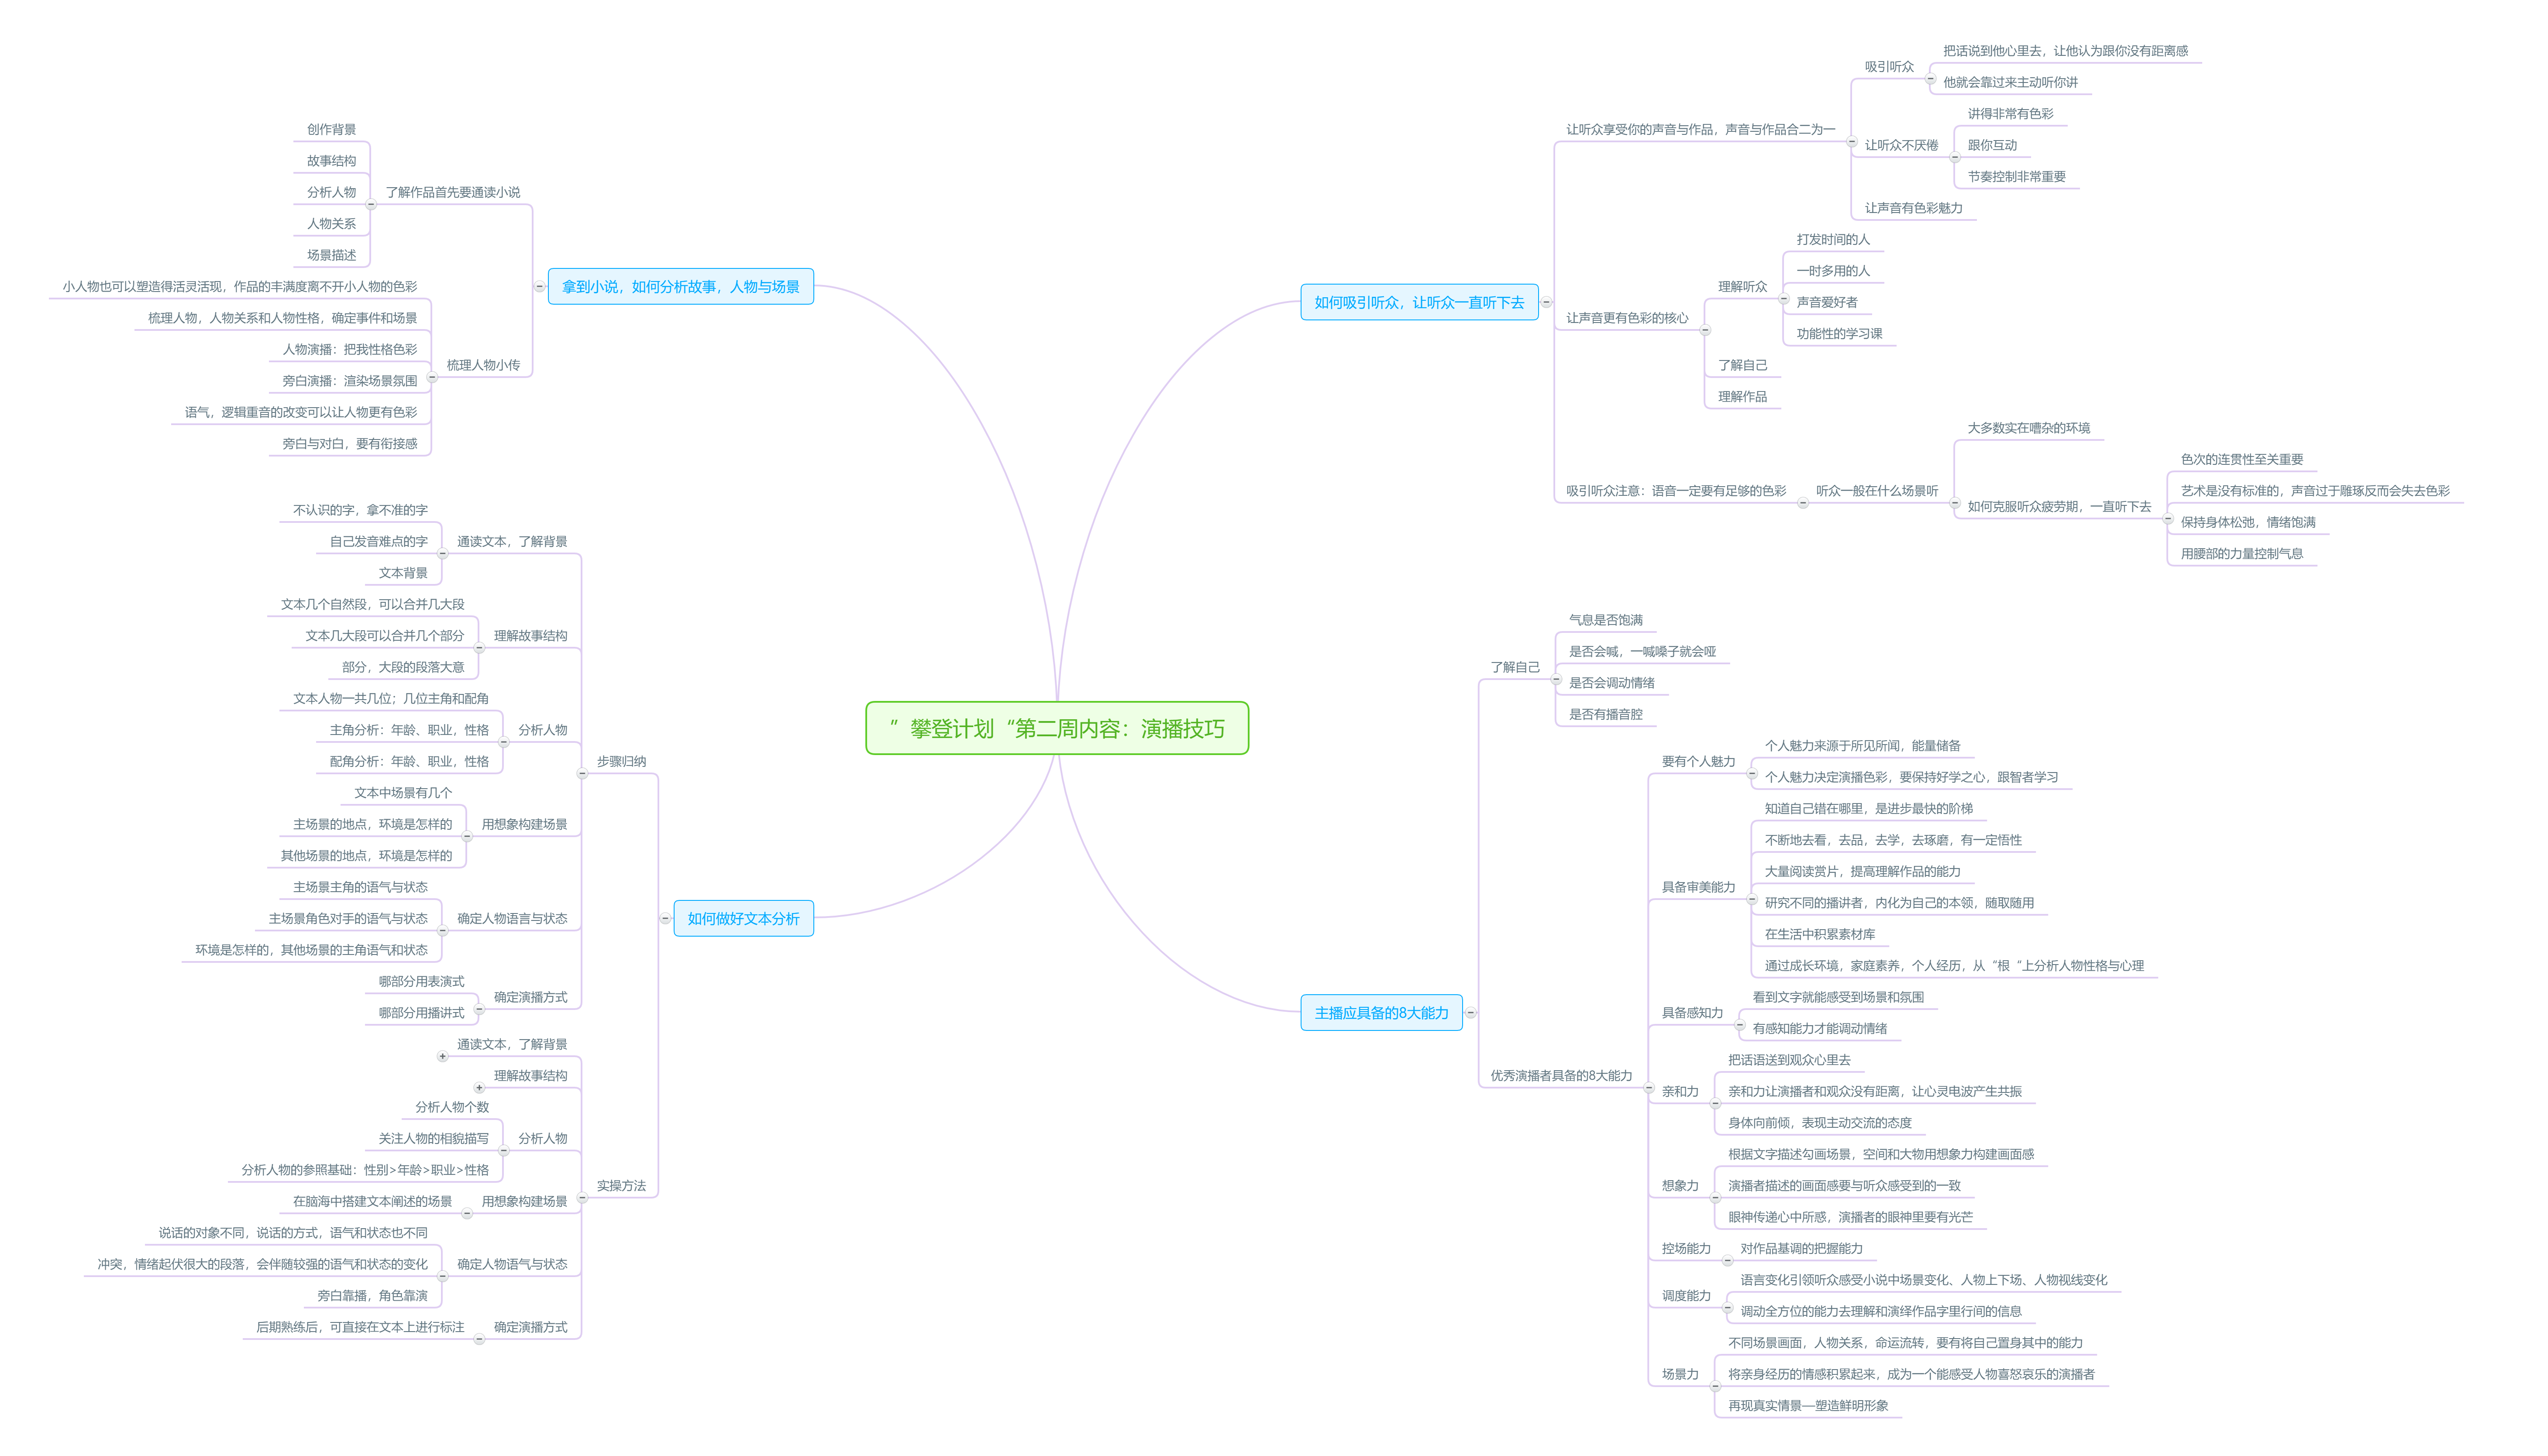 ”攀登计划“第二周内容：演播技巧
如何吸引听众，让听众一直听下去
让听众享受你的声音与作品，声音与作品合二为一
吸引听众
把话说到他心里去，让他认为跟你没有距离感
他就会靠过来主动听你讲
让听众不厌倦
讲得非常有色彩
跟你互动
节奏控制非常重要
让声音有色彩魅力
让声音更有色彩的核心
理解听众
打发时间的人
一时多用的人
声音爱好者
功能性的学习课
了解自己
理解作品
吸引听众注意：语音一定要有足够的色彩
听众一般在什么场景听
大多数实在嘈杂的环境
如何克服听众疲劳期，一直听下去
色次的连贯性至关重要
艺术是没有标准的，声音过于雕琢反而会失去色彩
保持身体松弛，情绪饱满
用腰部的力量控制气息
主播应具备的8大能力
了解自己
气息是否饱满
是否会喊，一喊嗓子就会哑
是否会调动情绪
是否有播音腔
优秀演播者具备的8大能力
要有个人魅力
个人魅力来源于所见所闻，能量储备
个人魅力决定演播色彩，要保持好学之心，跟智者学习
具备审美能力
知道自己错在哪里，是进步最快的阶梯
不断地去看，去品，去学，去琢磨，有一定悟性
大量阅读赏片，提高理解作品的能力
研究不同的播讲者，内化为自己的本领，随取随用
在生活中积累素材库
通过成长环境，家庭素养，个人经历，从“根“上分析人物性格与心理
具备感知力
看到文字就能感受到场景和氛围
有感知能力才能调动情绪
亲和力
把话语送到观众心里去
亲和力让演播者和观众没有距离，让心灵电波产生共振
身体向前倾，表现主动交流的态度
想象力
根据文字描述勾画场景，空间和大物用想象力构建画面感
演播者描述的画面感要与听众感受到的一致
眼神传递心中所惑，演播者的眼神里要有光芒
控场能力
对作品基调的把握能力
调度能力
语言变化引领听众感受小说中场景变化、人物上下场、人物视线变化
调动全方位的能力去理解和演绎作品字里行间的信息
场景力
不同场景画面，人物关系，命运流转，要有将自己置身其中的能力
将亲身经历的情感积累起来，成为一个能感受人物喜怒哀乐的演播者
再现真实情景—塑造鲜明形象
拿到小说，如何分析故事，人物与场景
了解作品首先要通读小说
创作背景
故事结构
分析人物
人物关系
场景描述
梳理人物小传
小人物也可以塑造得活灵活现，作品的丰满度离不开小人物的色彩
梳理人物，人物关系和人物性格，确定事件和场景
人物演播：把我性格色彩
旁白演播：渲染场景氛围
语气，逻辑重音的改变可以让人物更有色彩
旁白与对白，要有衔接感
如何做好文本分析
步骤归纳
通读文本，了解背景
不认识的字，拿不准的字
自己发音难点的字
文本背景
理解故事结构
文本几个自然段，可以合并几大段
文本几大段可以合并几个部分
部分，大段的段落大意
分析人物
文本人物一共几位；几位主角和配角
主角分析：年龄、职业，性格
配角分析：年龄、职业，性格
用想象构建场景
文本中场景有几个
主场景的地点，环境是怎样的
其他场景的地点，环境是怎样的
确定人物语言与状态
主场景主角的语气与状态
主场景角色对手的语气与状态
环境是怎样的，其他场景的主角语气和状态
确定演播方式
哪部分用表演式
哪部分用播讲式
实操方法
通读文本，了解背景
理解故事结构
分析人物
分析人物个数
关注人物的相貌描写
分析人物的参照基础：性别>年龄>职业>性格
用想象构建场景
在脑海中搭建文本阐述的场景
确定人物语气与状态
说话的对象不同，说话的方式，语气和状态也不同
冲突，情绪起伏很大的段落，会伴随较强的语气和状态的变化
旁白靠播，角色靠演
确定演播方式
后期熟练后，可直接在文本上进行标注